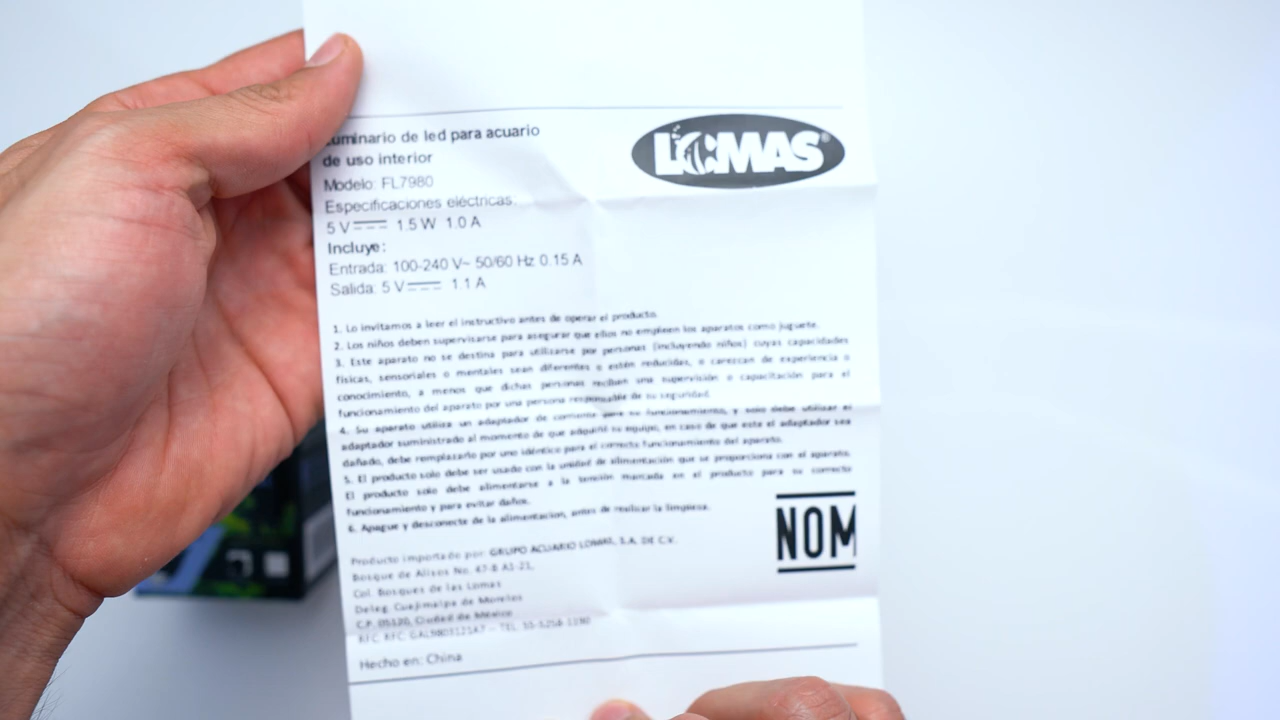 Luminario de led para acuario
de uso interior
LOMAS®
Modelo: FL7980
Especificaciones eléctricas:
5 V⎓ 1.5 W 1.0 A
Incluye:
Entrada: 100-240 V~ 50/60 Hz 0.15 A
Salida: 5 V⎓ 1.1 A
1. Lo invitamos a leer el instructivo antes de operar el producto.
2. Los niños deben supervisarse para asegurar que ellos no empleen los aparatos como juguete.
3. Este aparato no se destina para utilizarse por personas (incluyendo niños) cuyas capacidades
físicas, sensoriales o mentales sean diferentes o estén reducidas, o carezcan de experiencia o
conocimiento, a menos que dichas personas reciban una supervisión o capacitación para el
funcionamiento del aparato por una persona responsable de su seguridad.
4. Su aparato utiliza un adaptador de corriente para su funcionamiento, y solo debe utilizar el
adaptador suministrado al momento de que adquirió su equipo, en caso de que este el adaptador sea
dañado, debe remplazarlo por uno idéntico para el correcto funcionamiento del aparato.
5. El producto solo debe ser usado con la unidad de alimentación que se proporciona con el aparato.
El producto solo debe alimentarse a la tensión marcada en el producto para su correcto
funcionamiento y para evitar daños.
6. Apague y desconecte de la alimentacion, antes de realizar la limpieza.
NOM
Producto importado por: GRUPO ACUARIO LOMAS, S.A. DE C.V.
Bosque de Alisos No. 47-B A1-21,
Col. Bosques de las Lomas
Deleg. Cuajimalpa de Morelos
C.P. 05120, Ciudad de México
RFC. RFC: TEL.
Hecho en: China